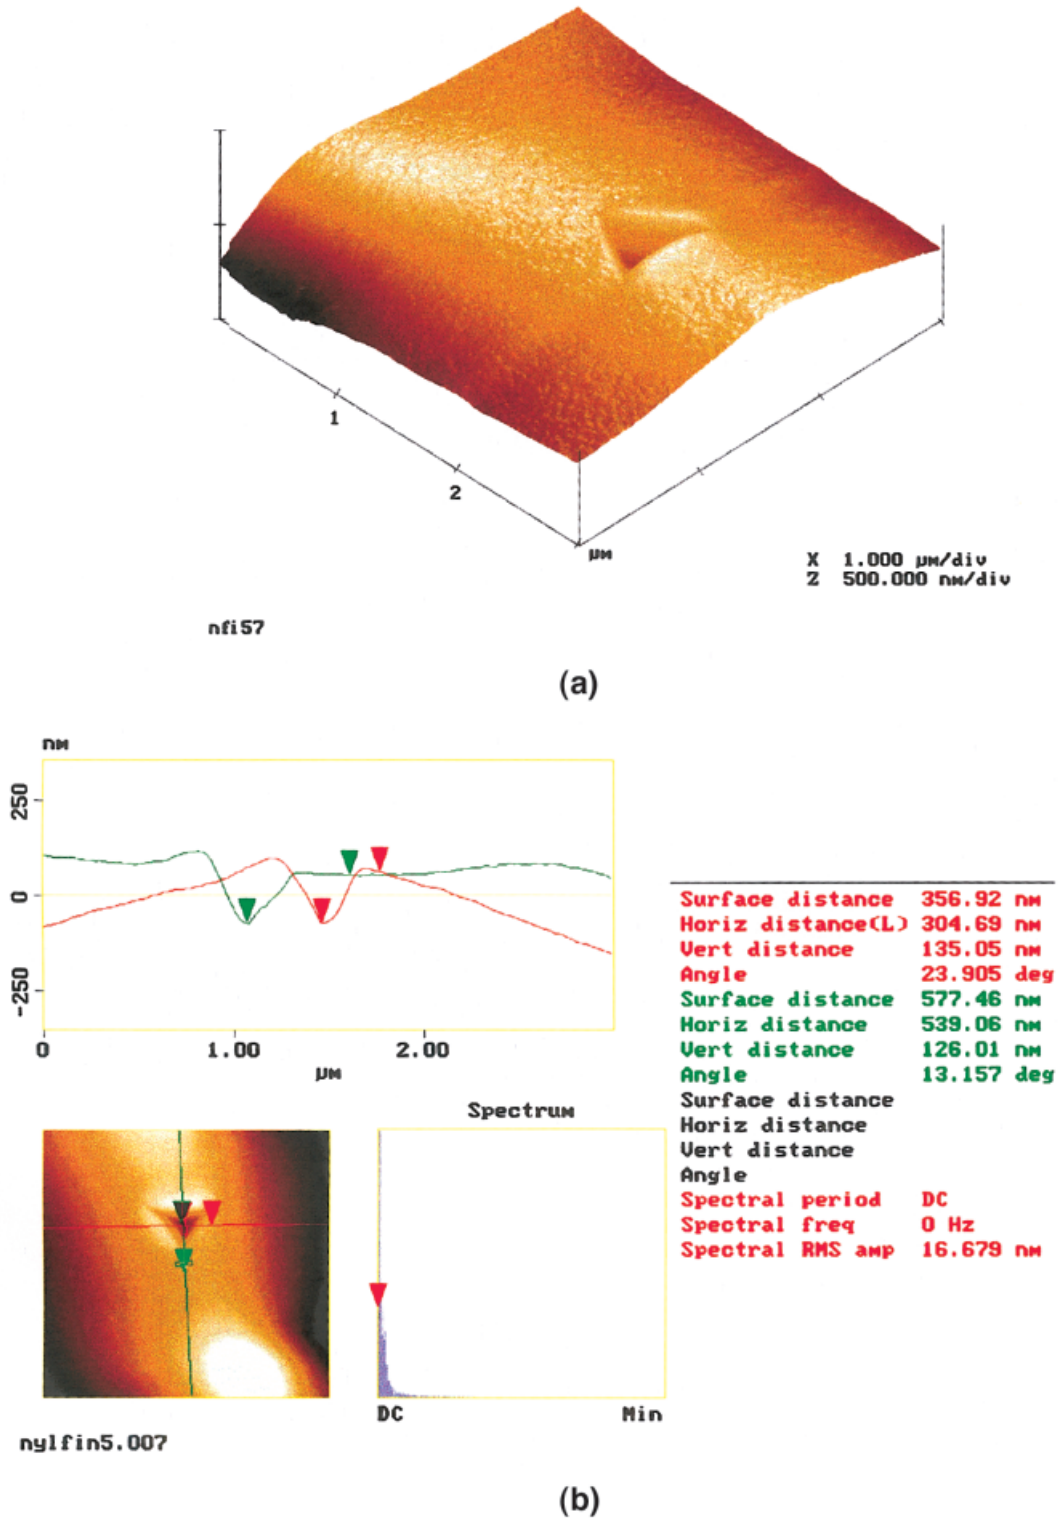 1
2
µm
X 1.000 µm/div
Z 500.000 nm/div
nfi57
(a)
nm
250
0
-250
0 1.00 2.00
µm
Surface distance 356.92 nm
Horiz distance(L) 304.69 nm
Vert distance 135.05 nm
Angle 23.905 deg
Surface distance 577.46 nm
Horiz distance 539.06 nm
Vert distance 126.01 nm
Angle 13.157 deg
Surface distance
Horiz distance
Vert distance
Angle
Spectral period DC
Spectral freq 0 Hz
Spectral RMS amp 16.679 nm
Spectrum
DC Min
nylfin5.007
(b)